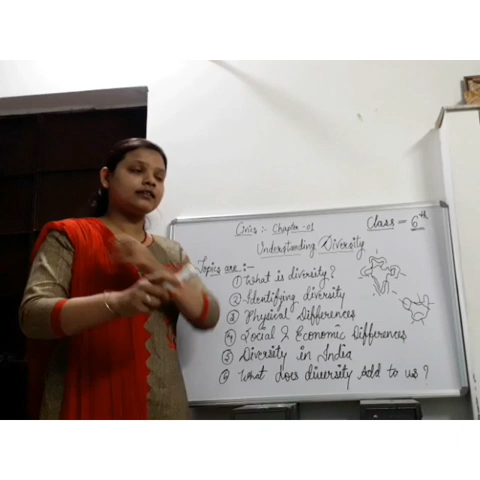 Civics :- Chapter - 01
Class = 6th
Understanding Diversity
Topics are :-
① What is diversity?
② Identifying diversity
③ Physical Differences
④ Social & Economic Differences
⑤ Diversity in India
⑥ What does diversity Add to us?